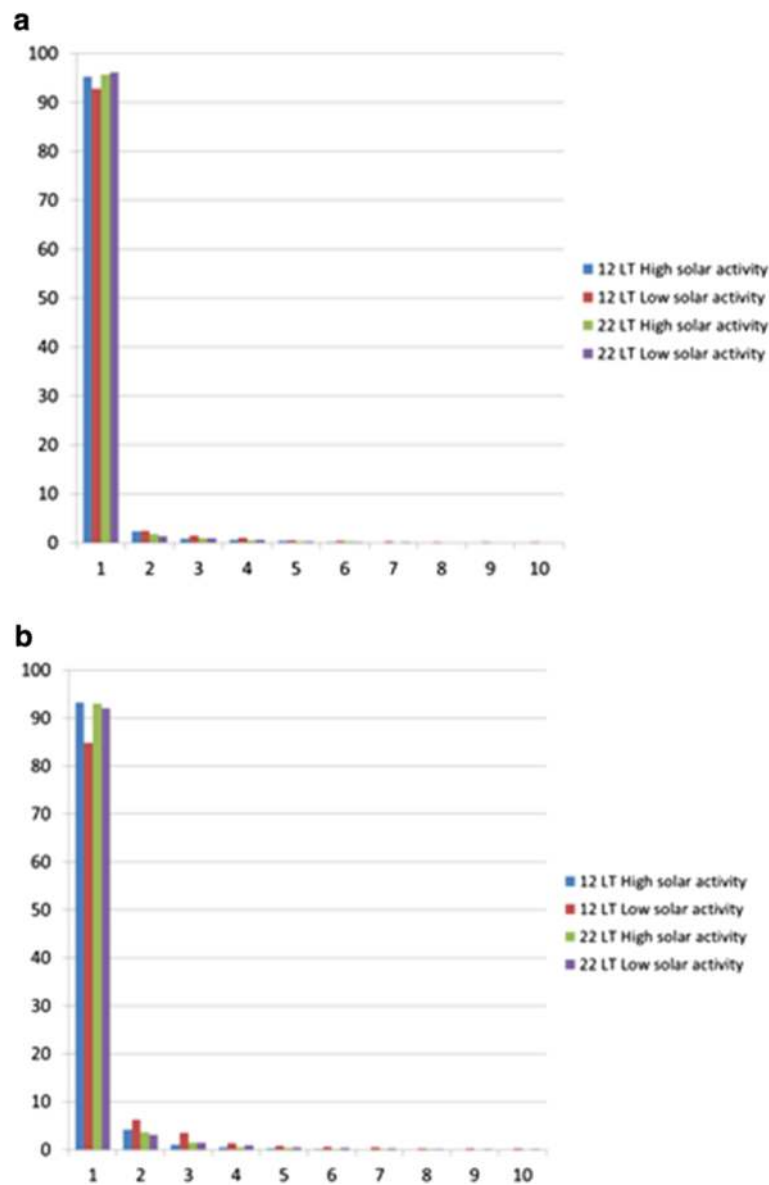 a
100
90
80
70
60
50
40
30
20
10
0
1 2 3 4 5 6 7 8 9 10
12 LT High solar activity
12 LT Low solar activity
22 LT High solar activity
22 LT Low solar activity
b
100
90
80
70
60
50
40
30
20
10
0
1 2 3 4 5 6 7 8 9 10
12 LT High solar activity
12 LT Low solar activity
22 LT High solar activity
22 LT Low solar activity